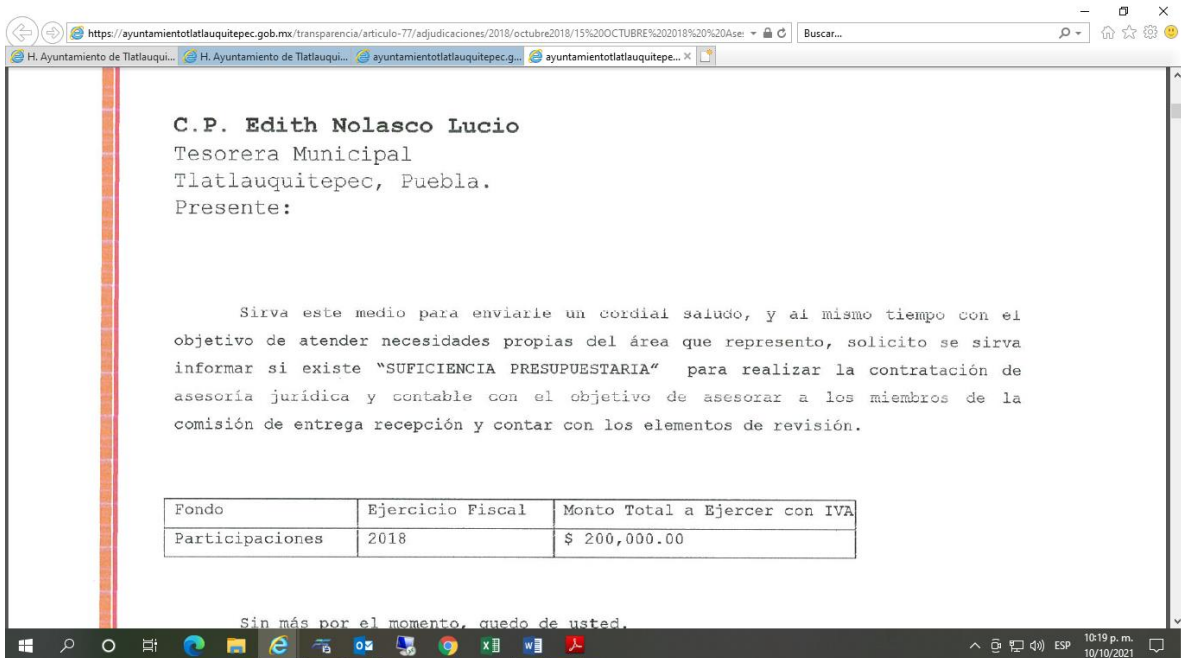 https://ayuntamientotlatlauquitepec.gob.mx/transparencia/articulo-77/adjudicaciones/2018/octubre2018/15%20OCTUBRE%202018%20%20Ase:
Buscar...
H. Ayuntamiento de Tlatlauqui...
H. Ayuntamiento de Tlatlauqui...
ayuntamientotlatlauquitepec.g...
ayuntamientotlatlauquitepe...
C.P. Edith Nolasco Lucio
Tesorera Municipal
Tlatlauquitepec, Puebla.
Presente:
Sirva este medio para enviarle un cordial saludo, y al mismo tiempo con el
objetivo de atender necesidades propias del área que represento, solicito se sirva
informar si existe "SUFICIENCIA PRESUPUESTARIA" para realizar la contratación de
asesoría jurídica y contable con el objetivo de asesorar a los miembros de la
comisión de entrega recepción y contar con los elementos de revisión.
Fondo Ejercicio Fiscal Monto Total a Ejercer con IVA
Participaciones 2018 $ 200,000.00
Sin más por el momento, quedo de usted.
ESP
10:19 p. m.
10/10/2021